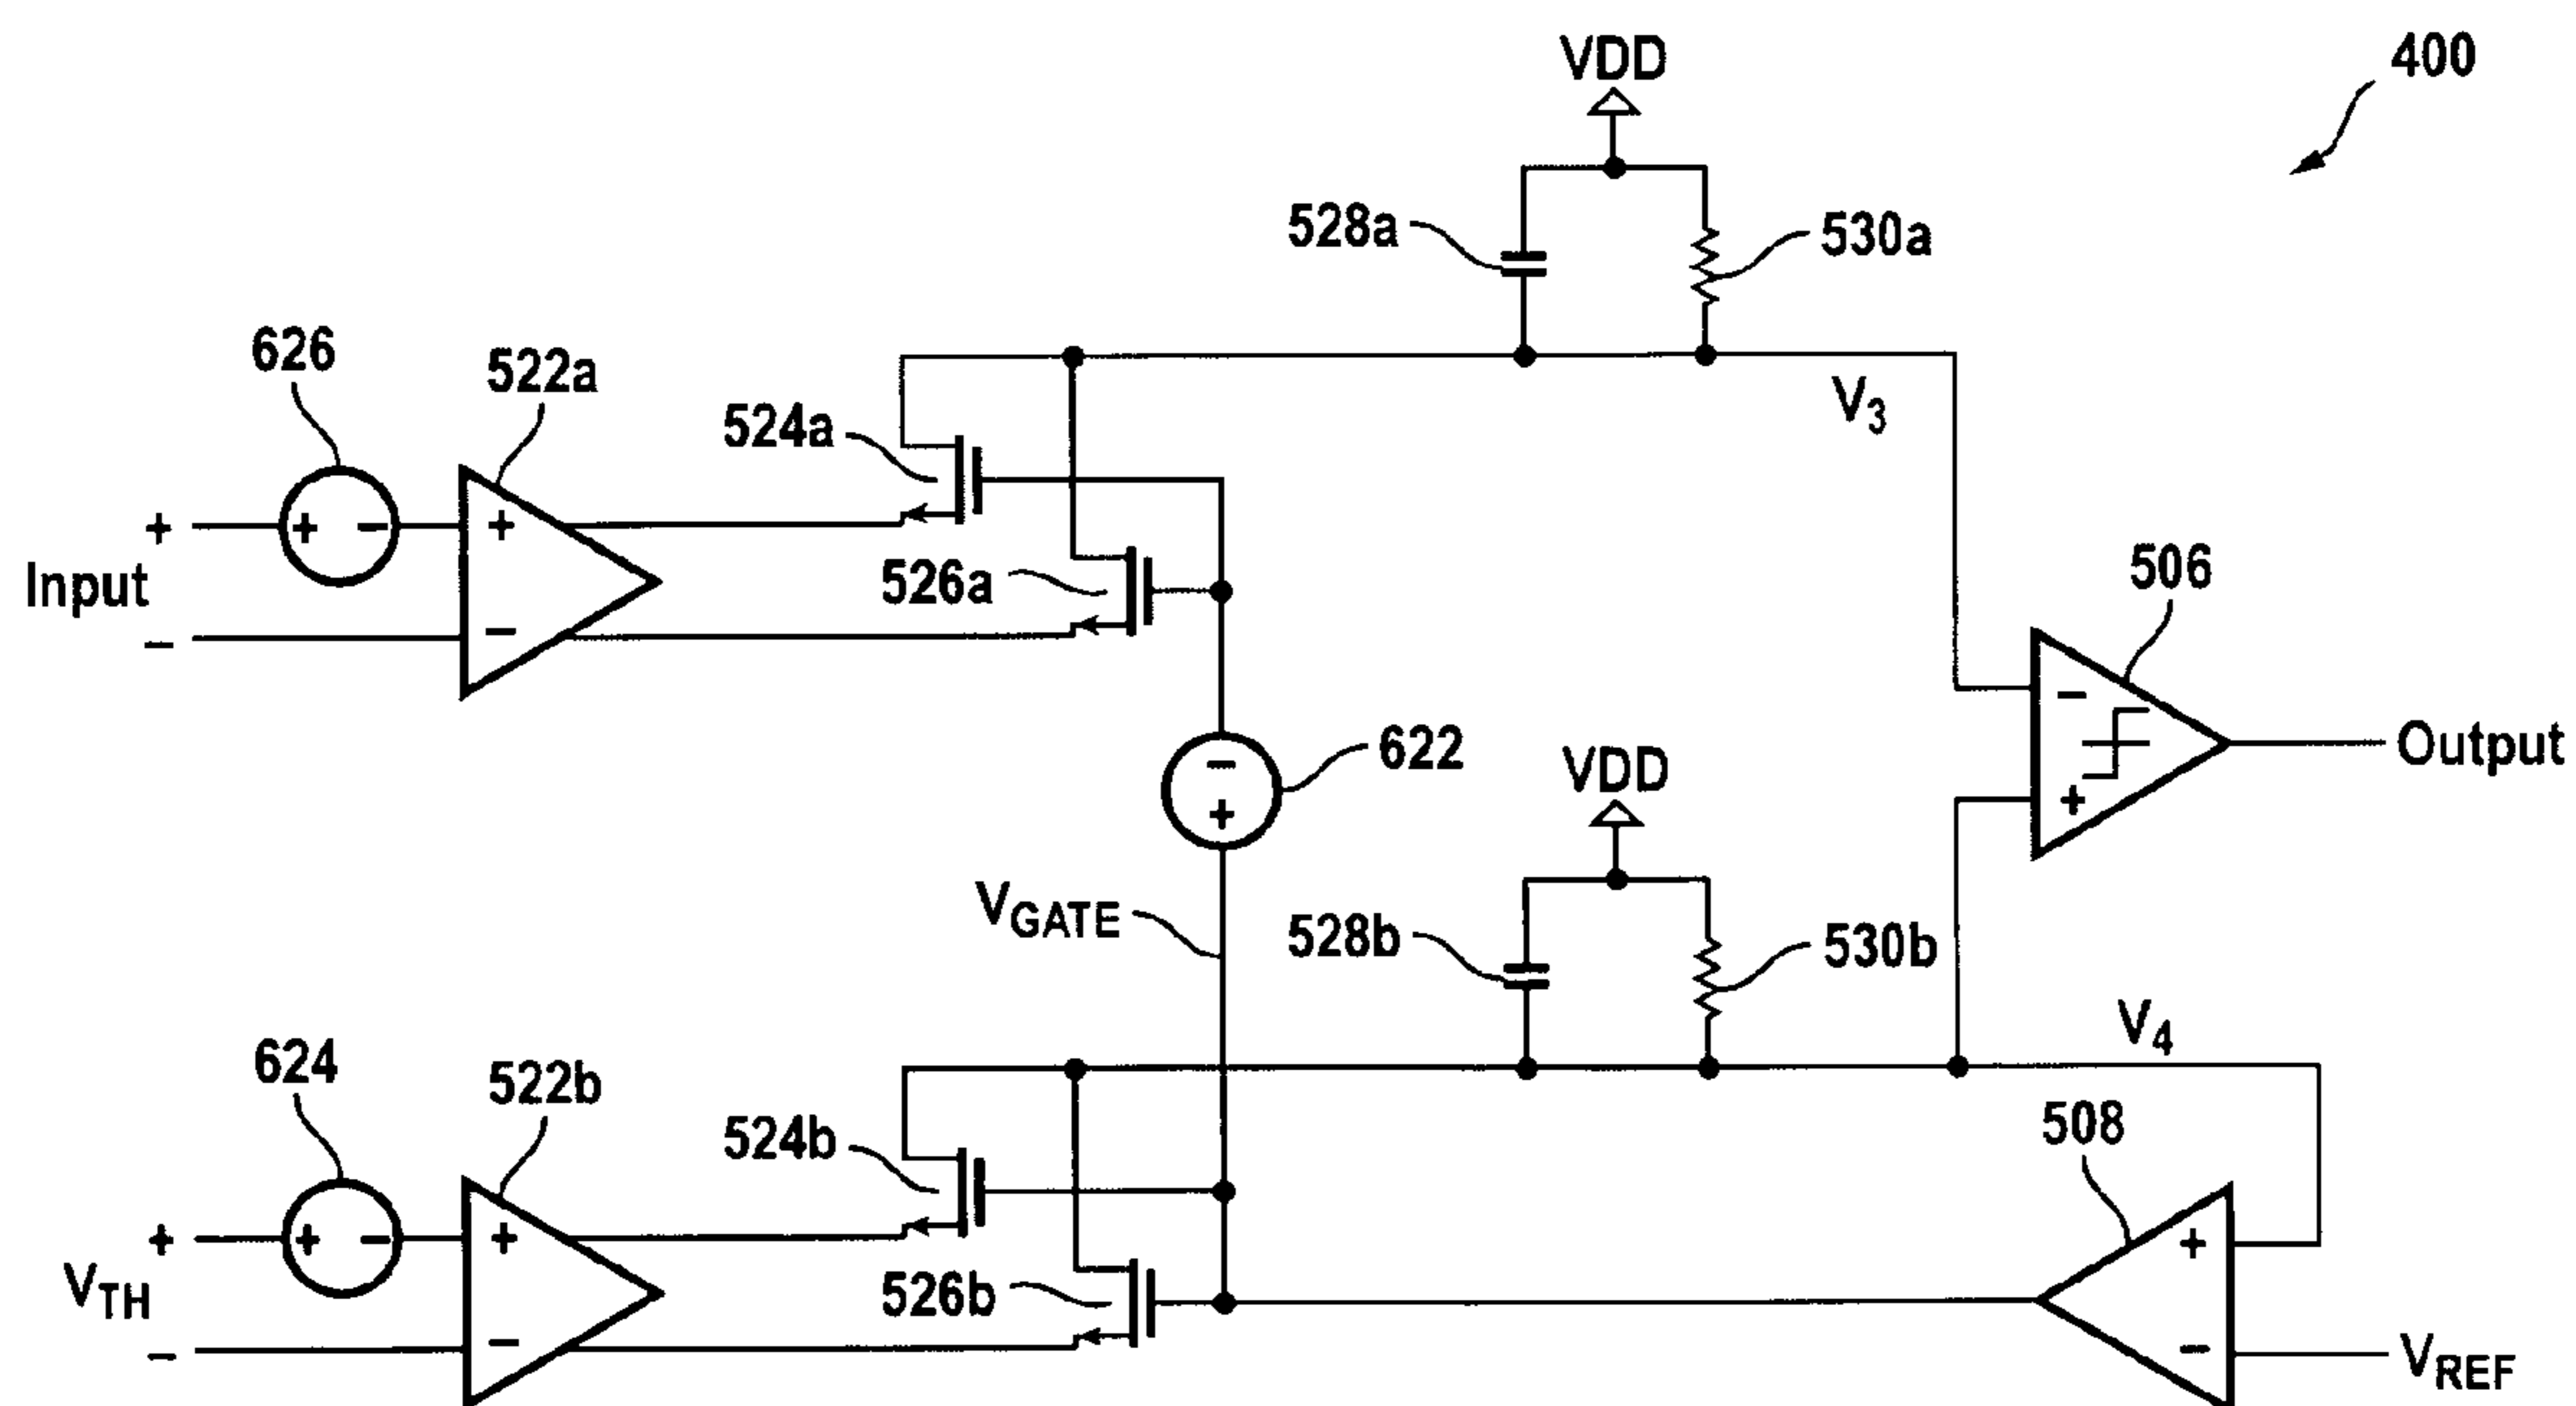 400
VDD
528a
530a
626
522a
524a
V3
526a
506
+
Input
−
+ −
+
−
−
+
Output
622
−
+
VDD
VGATE
528b
530b
V4
624
522b
524b
508
+
VTH
−
+ −
+
−
526b
+
−
VREF